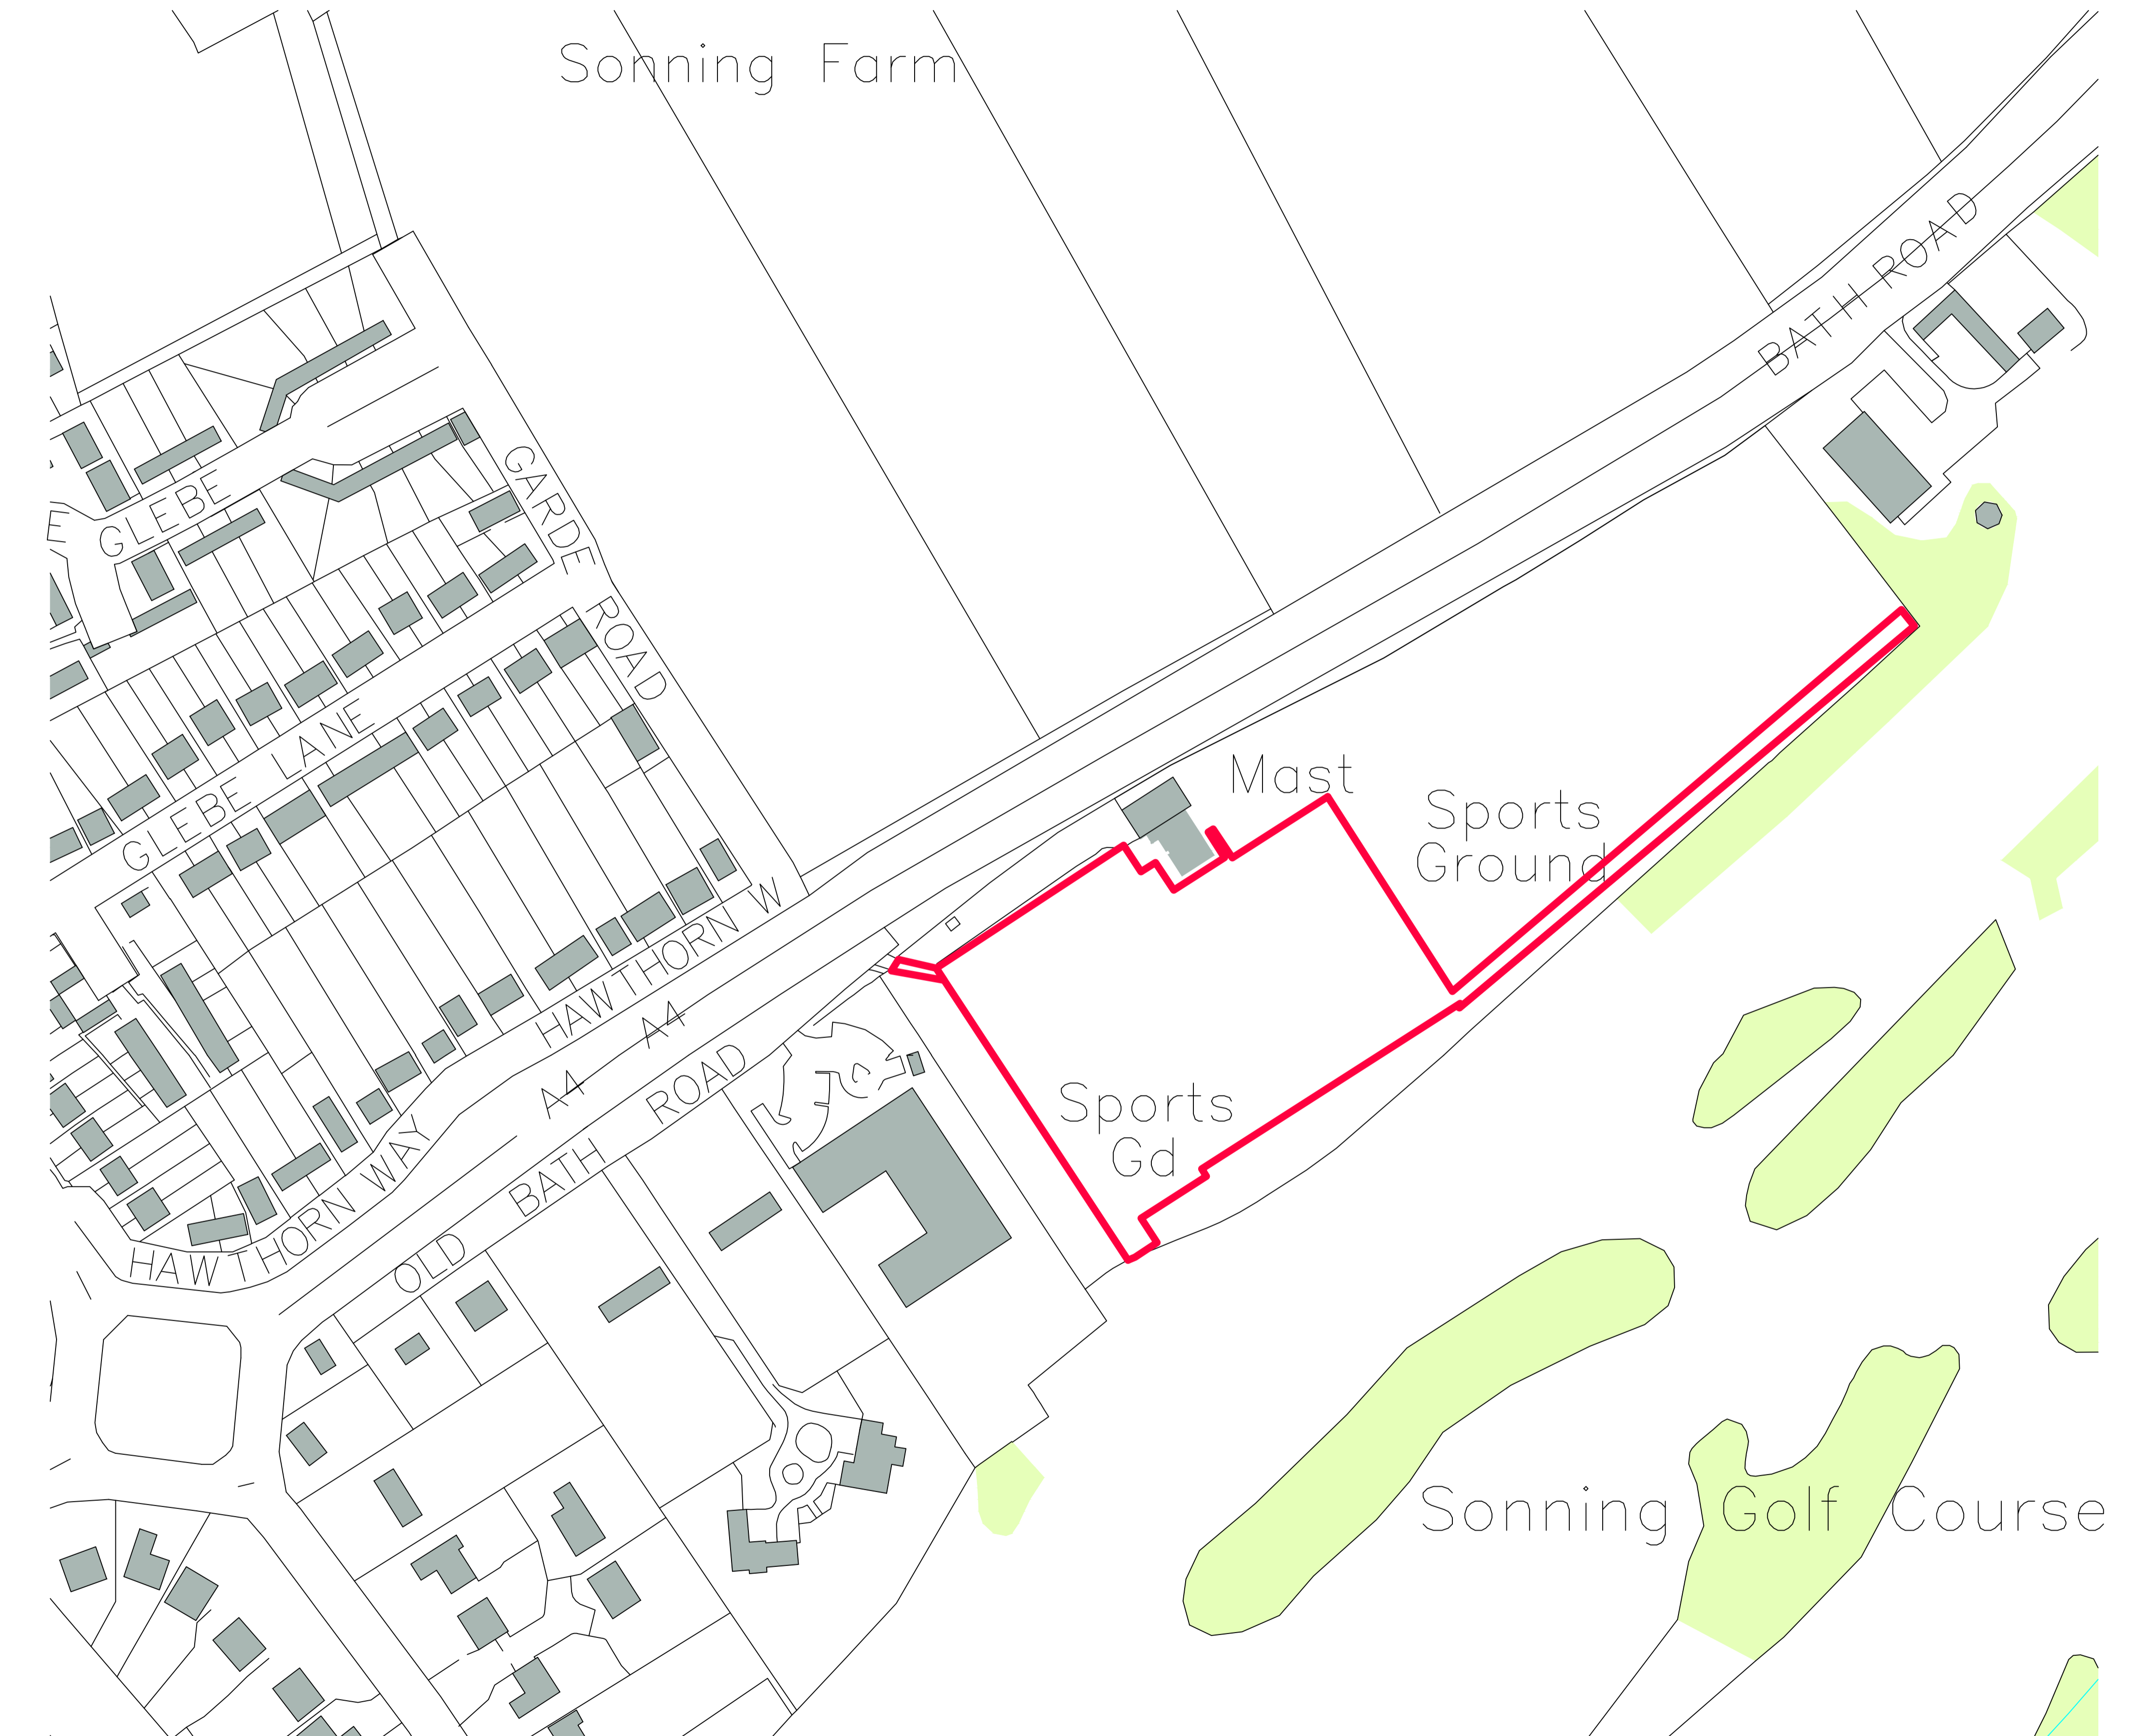 Sonning Farm
BATH ROAD
GLEBE
E
GARDE
ROAD
GLEBE LANE
Mast
Sports
Ground
HAWTHORN W
A4
A4
OLD BATH ROAD
Sports
Gd
HAWTHORN WAY
Sonning Golf Course